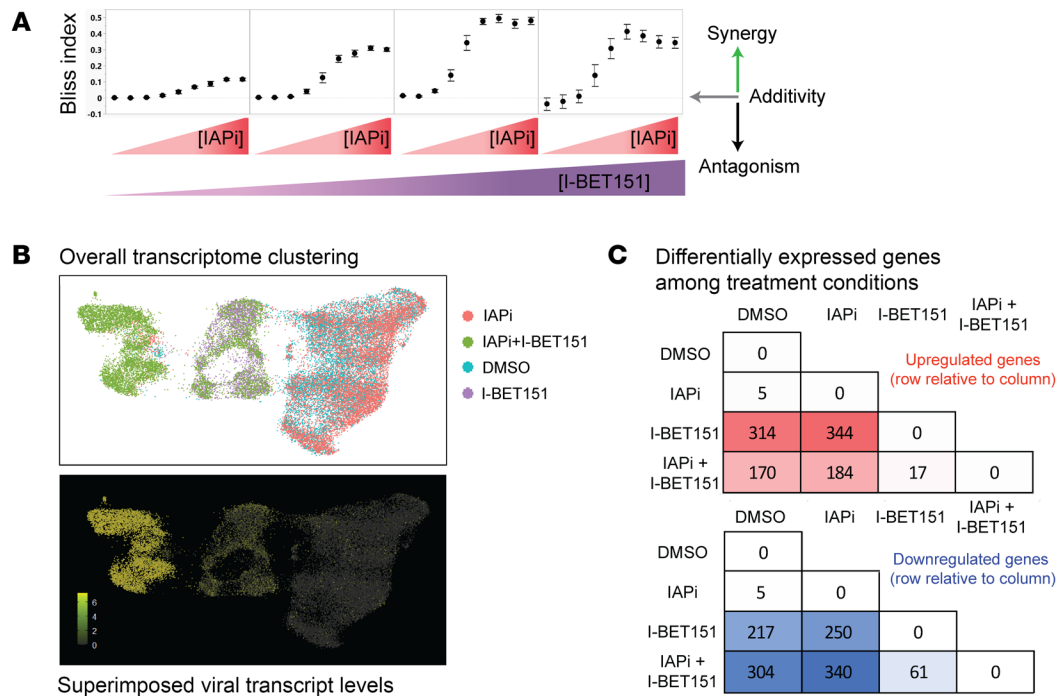 A
Bliss index
0.5
0.4
0.3
0.2
0.1
0
-0.1
[IAPi]
[IAPi]
[IAPi]
[IAPi]
[I-BET151]
Synergy
Additivity
Antagonism
B
Overall transcriptome clustering
IAPi
IAPi+I-BET151
DMSO
I-BET151
6
4
2
0
Superimposed viral transcript levels
C
Differentially expressed genes
among treatment conditions
DMSO IAPi I-BET151 IAPi +
I-BET151
DMSO 0
IAPi 5 0
I-BET151 314 344 0
IAPi +
I-BET151 170 184 17 0
Upregulated genes
(row relative to column)
DMSO IAPi I-BET151 IAPi +
I-BET151
DMSO 0
IAPi 5 0
I-BET151 217 250 0
IAPi +
I-BET151 304 340 61 0
Downregulated genes
(row relative to column)